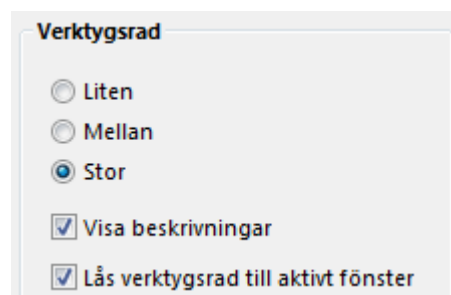 Verktygsrad
Liten
Mellan
Stor
Visa beskrivningar
Lås verktygsrad till aktivt fönster